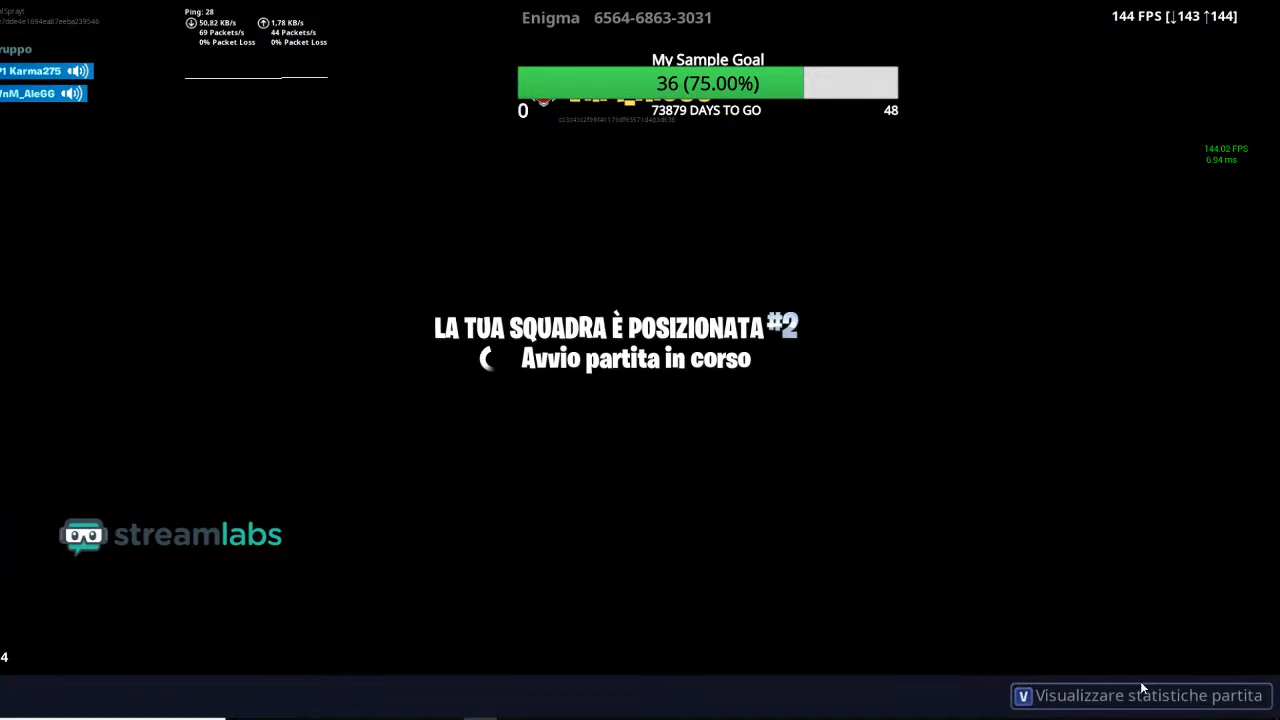 Ping: 28
50,82 KB/s 1,78 KB/s
69 Packets/s 44 Packets/s
0% Packet Loss 0% Packet Loss
Enigma 6564-6863-3031
144 FPS [↓143 ↑144]
ruppo
Karma275
AleGG
My Sample Goal
36 (75.00%)
0 73879 DAYS TO GO 48
144.02 FPS
6.94 ms
LA TUA SQUADRA È POSIZIONATA #2
Avvio partita in corso
streamlabs
4
V Visualizzare statistiche partita